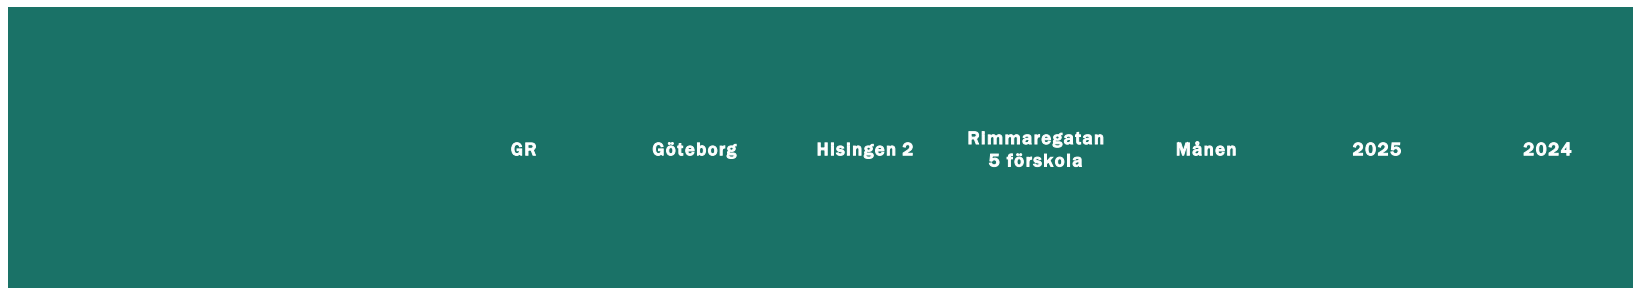 GR
Göteborg
Hisingen 2
Rimmaregatan
5 förskola
Månen
2025
2024